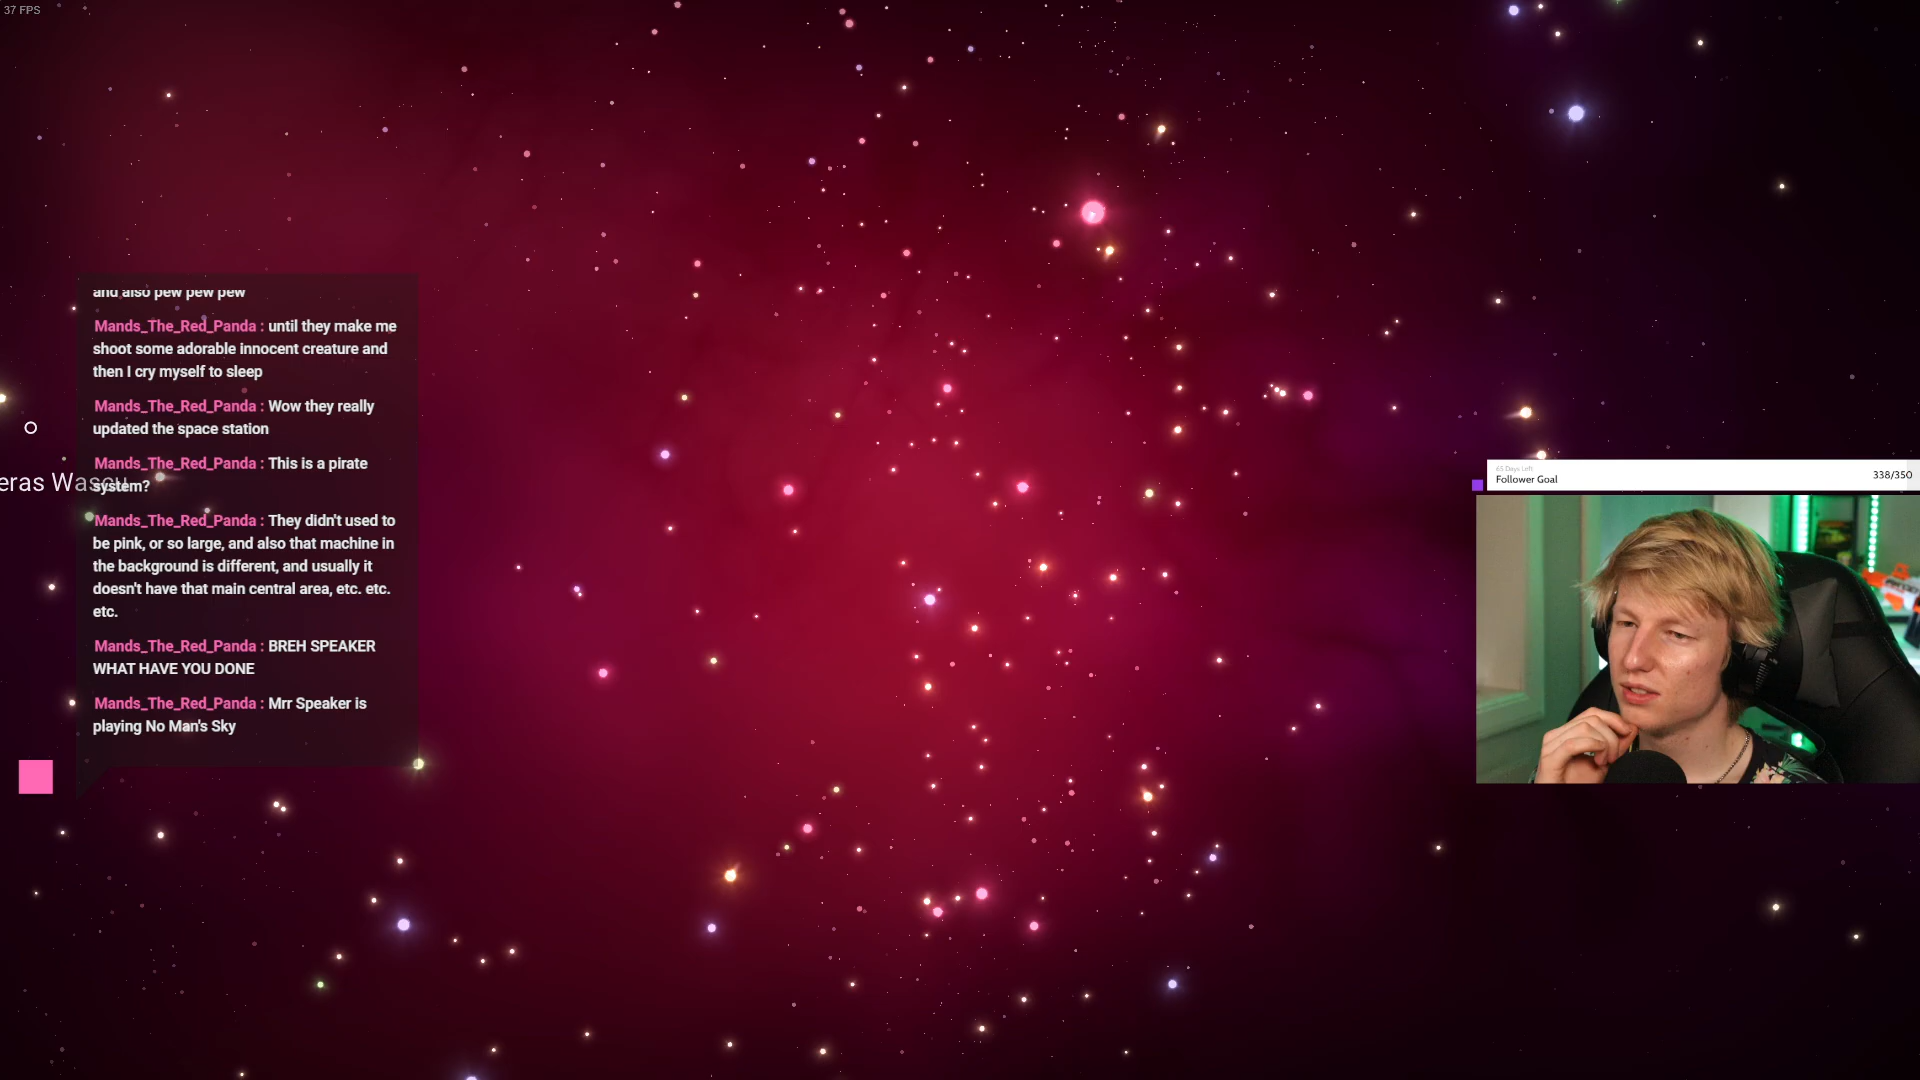 37 FPS
and also pew pew pew
Mands_The_Red_Panda : until they make me
shoot some adorable innocent creature and
then I cry myself to sleep
Mands_The_Red_Panda : Wow they really
updated the space station
Mands_The_Red_Panda : This is a pirate
system?
Mands_The_Red_Panda : They didn't used to
be pink, or so large, and also that machine in
the background is different, and usually it
doesn't have that main central area, etc. etc.
etc.
Mands_The_Red_Panda : BREH SPEAKER
WHAT HAVE YOU DONE
Mands_The_Red_Panda : Mrr Speaker is
playing No Man's Sky
65 Days Left
Follower Goal
338/350